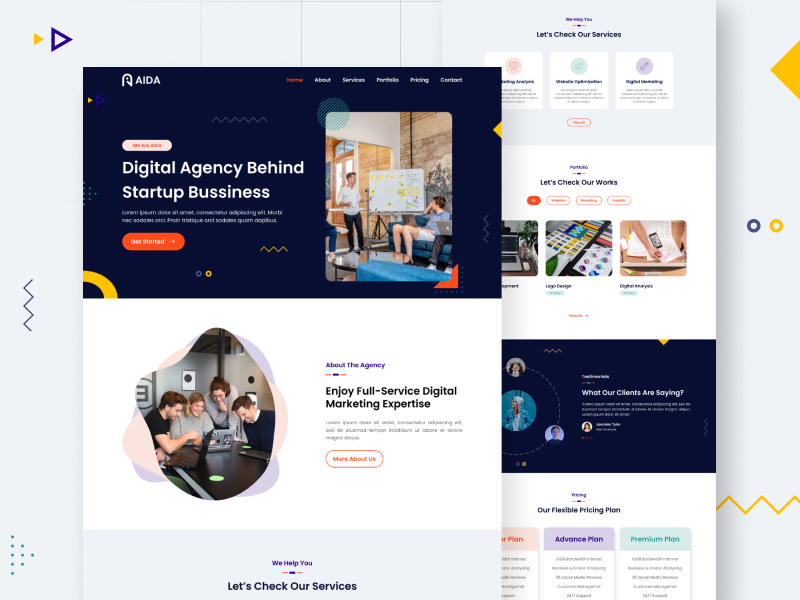 AIDA
Home About Services Portfolio Pricing Contact
We Are AIDA
Digital Agency Behind
Startup Bussiness
Lorem ipsum dolor sit amet, consectetur adipiscing elit. Morbi
nec sodales orci. Proin tristique orci sodales quam dapibus.
Get Started
About The Agency
Enjoy Full-Service Digital
Marketing Expertise
Lorem ipsum dolor sit amet, consectetur adipiscing elit,
sed do eiusmod tempor incididunt ut labore et dolore
magna aliqua.
More About Us
We Help You
Let's Check Our Services
We Help You
Let's Check Our Services
keting Analysis
Website Optimization
Digital Marketing
View All
Portfolio
Let's Check Our Works
All Website Branding Graphic
opment
Logo Design
Digital Analysis
View All
Testimonials
What Our Clients Are Saying?
Jasmine Tyler
Pricing
Our Flexible Pricing Plan
er Plan
Advance Plan
Premium Plan
10GB Bandwidth Internet
Business & Financ Analysing
25 Social Media Reviews
Customer Managemet
24/7 Support
10GB Bandwidth Internet
Business & Financ Analysing
35 Social Media Reviews
Customer Managemet
24/7 Support